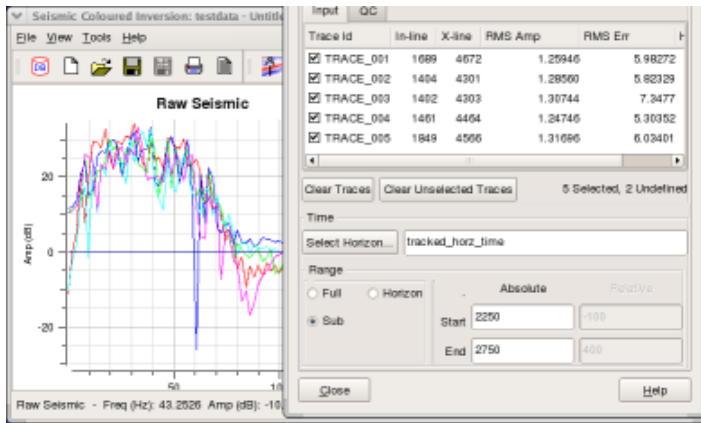 Seismic Coloured Inversion: testdata - Untitle
File View Tools Help
Raw Seismic
Amp (dB)
20
0
-20
50
10
Raw Seismic - Freq (Hz): 43.2526 Amp (dB): -10.
Input QC
Trace Id In-line X-line RMS Amp RMS Err
TRACE_001 1689 4672 1.25946 5.98272
TRACE_002 1404 4301 1.28560 5.82329
TRACE_003 1402 4303 1.30744 7.3477
TRACE_004 1461 4464 1.24746 5.30352
TRACE_005 1849 4566 1.31696 6.03401
Clear Traces Clear Unselected Traces 5 Selected, 2 Undefined
Time
Select Horizon... tracked_horz_time
Range
Full Horizon Absolute Relative
Sub Start 2250 -100
End 2750 400
Close Help